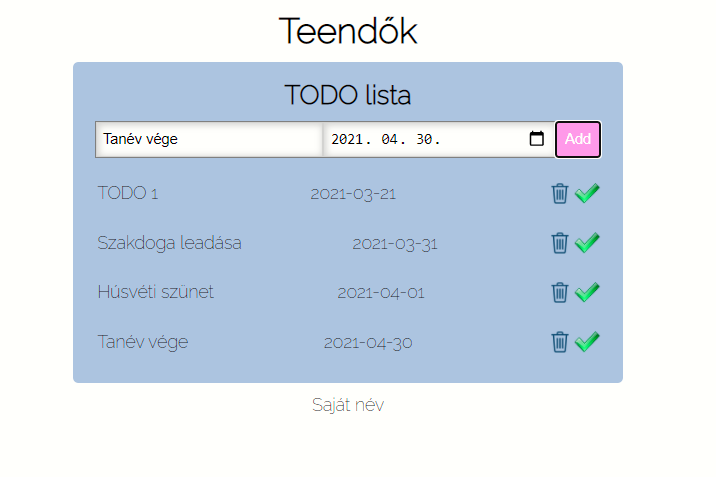 Teendők
TODO lista
Tanév vége 2021. 04. 30. Add
TODO 1 2021-03-21
Szakdoga leadása 2021-03-31
Húsvéti szünet 2021-04-01
Tanév vége 2021-04-30
Saját név